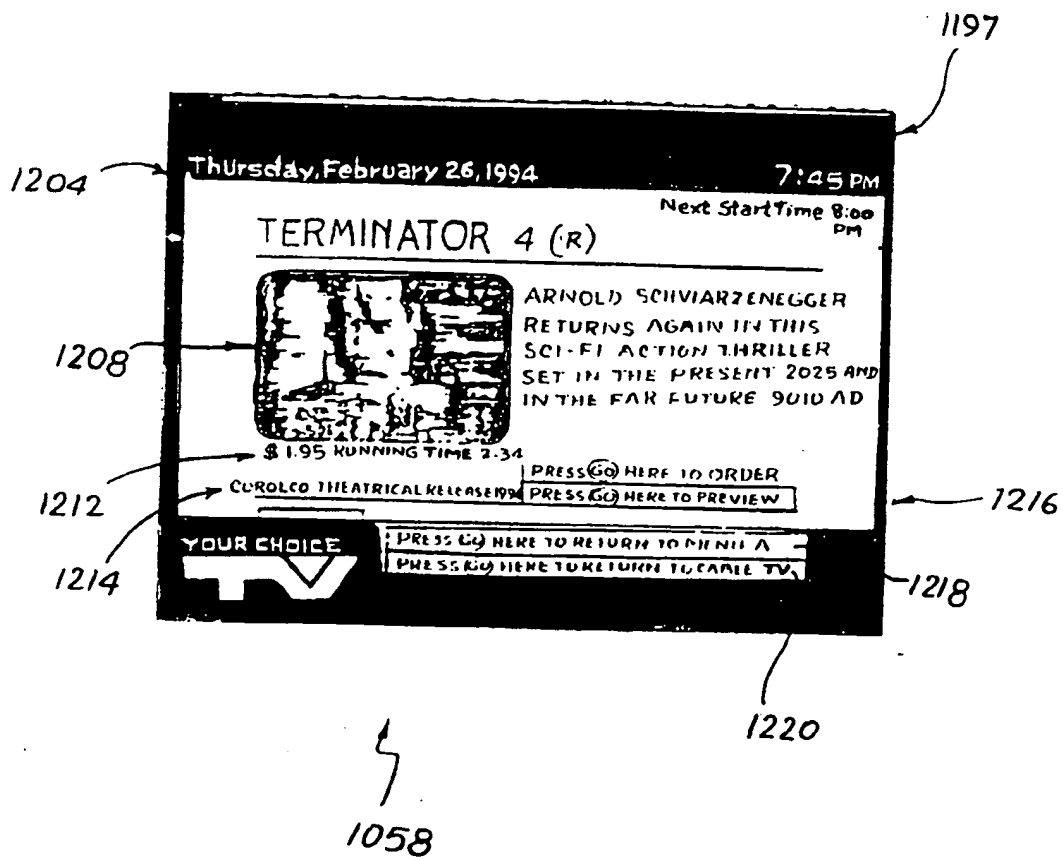 1197
1204
Thursday, February 26, 1994 7:45 PM
Next Start Time 8:00
PM
TERMINATOR 4 (R)
1208
ARNOLD SCHVIARZENEGGER
RETURNS AGAIN IN THIS
SCI-FI ACTION THRILLER
SET IN THE PRESENT 2025 AND
IN THE FAR FUTURE 9010 AD
$1.95 RUNNING TIME 2.34
PRESS GO HERE TO ORDER
1212
COROLCO THEATRICAL RELEASE
PRESS GO HERE TO PREVIEW
1216
YOUR CHOICE
TV
PRESS GO HERE TO RETURN TO MENU A
PRESS GO HERE TO RETURN TO CABLE TV
1214
1218
1220
1058